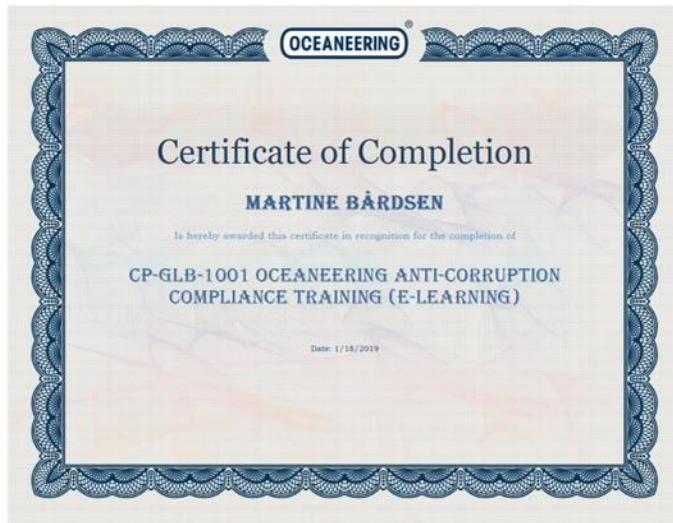 OCEANEERING®
Certificate of Completion
MARTINE BÅRDSEN
Is hereby awarded this certificate in recognition for the completion of
CP-GLB-1001 OCEANEERING ANTI-CORRUPTION
COMPLIANCE TRAINING (E-LEARNING)
Date: 1/18/2019